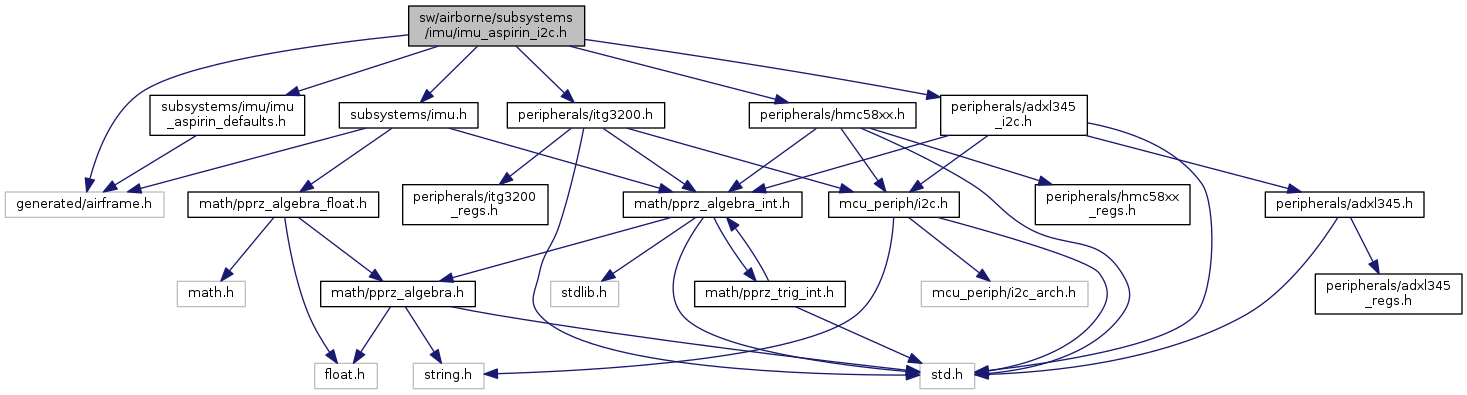 sw/airborne/subsystems
/imu/imu_aspirin_i2c.h
subsystems/imu/imu
_aspirin_defaults.h
subsystems/imu.h
peripherals/itg3200.h
peripherals/hmc58xx.h
peripherals/adxl345
_i2c.h
generated/airframe.h
math/pprz_algebra_float.h
peripherals/itg3200
_regs.h
math/pprz_algebra_int.h
mcu_periph/i2c.h
peripherals/hmc58xx
_regs.h
peripherals/adxl345.h
math.h
math/pprz_algebra.h
stdlib.h
math/pprz_trig_int.h
mcu_periph/i2c_arch.h
peripherals/adxl345
_regs.h
float.h
string.h
std.h